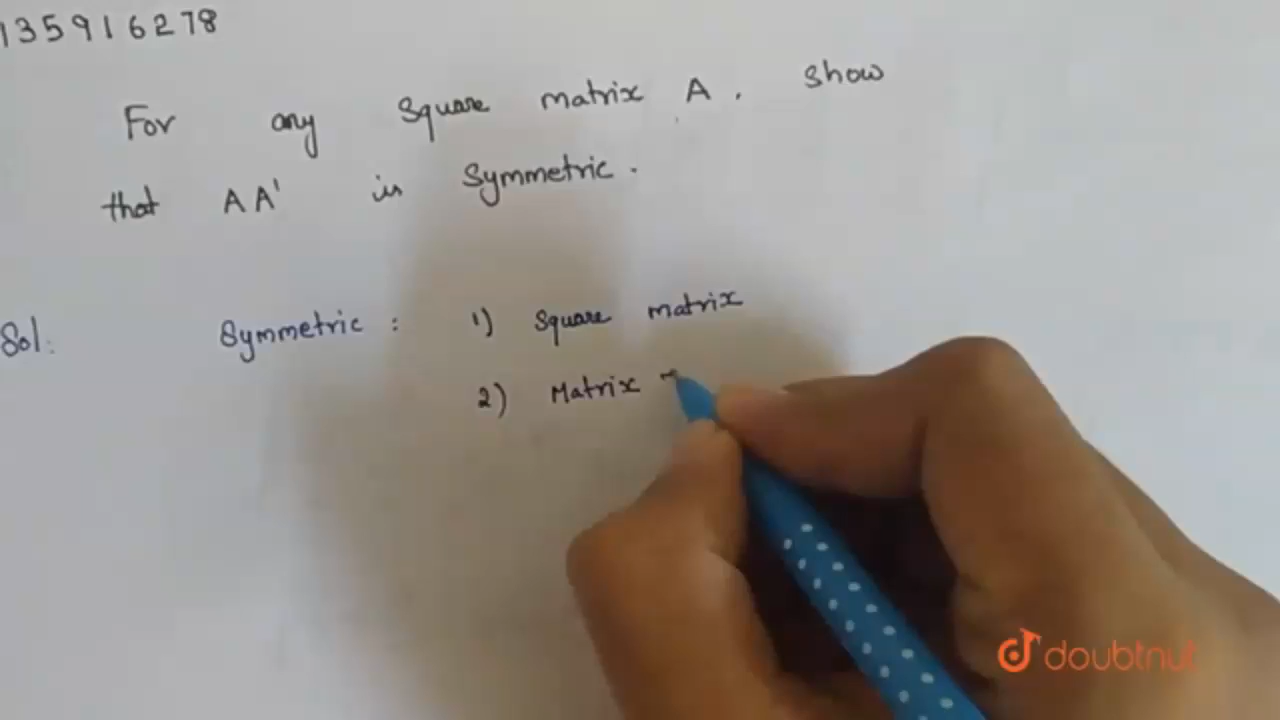 135916278
For any square matrix A. Show
that AA' is Symmetric.
Sol: Symmetric : 1) Square matrix
2) Matrix
doubtnut